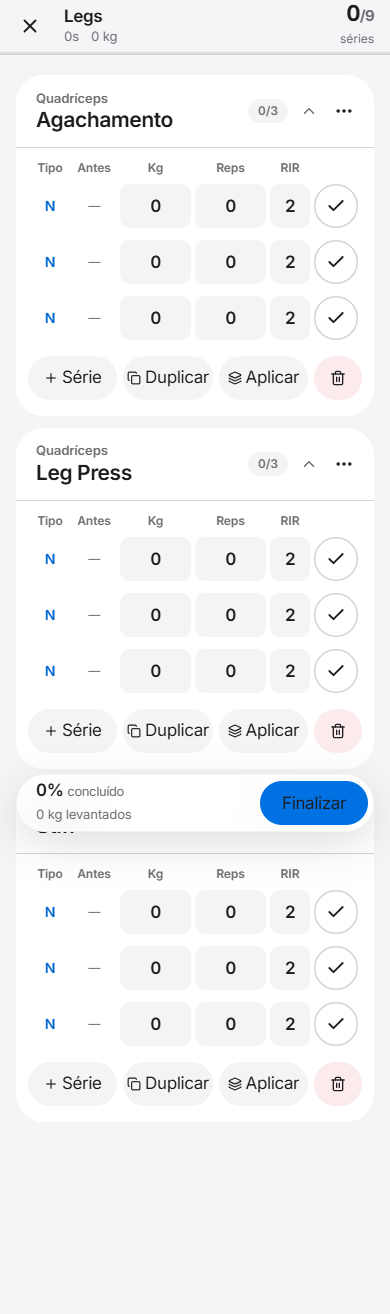 Legs
0s 0 kg
0/9
séries
Quadríceps
Agachamento
0/3
Tipo Antes Kg Reps RIR
N — 0 0 2
N — 0 0 2
N — 0 0 2
+ Série Duplicar Aplicar
Quadríceps
Leg Press
0/3
Tipo Antes Kg Reps RIR
N — 0 0 2
N — 0 0 2
N — 0 0 2
+ Série Duplicar Aplicar
0% concluído
0 kg levantados
Finalizar
Tipo Antes Kg Reps RIR
N — 0 0 2
N — 0 0 2
N — 0 0 2
+ Série Duplicar Aplicar